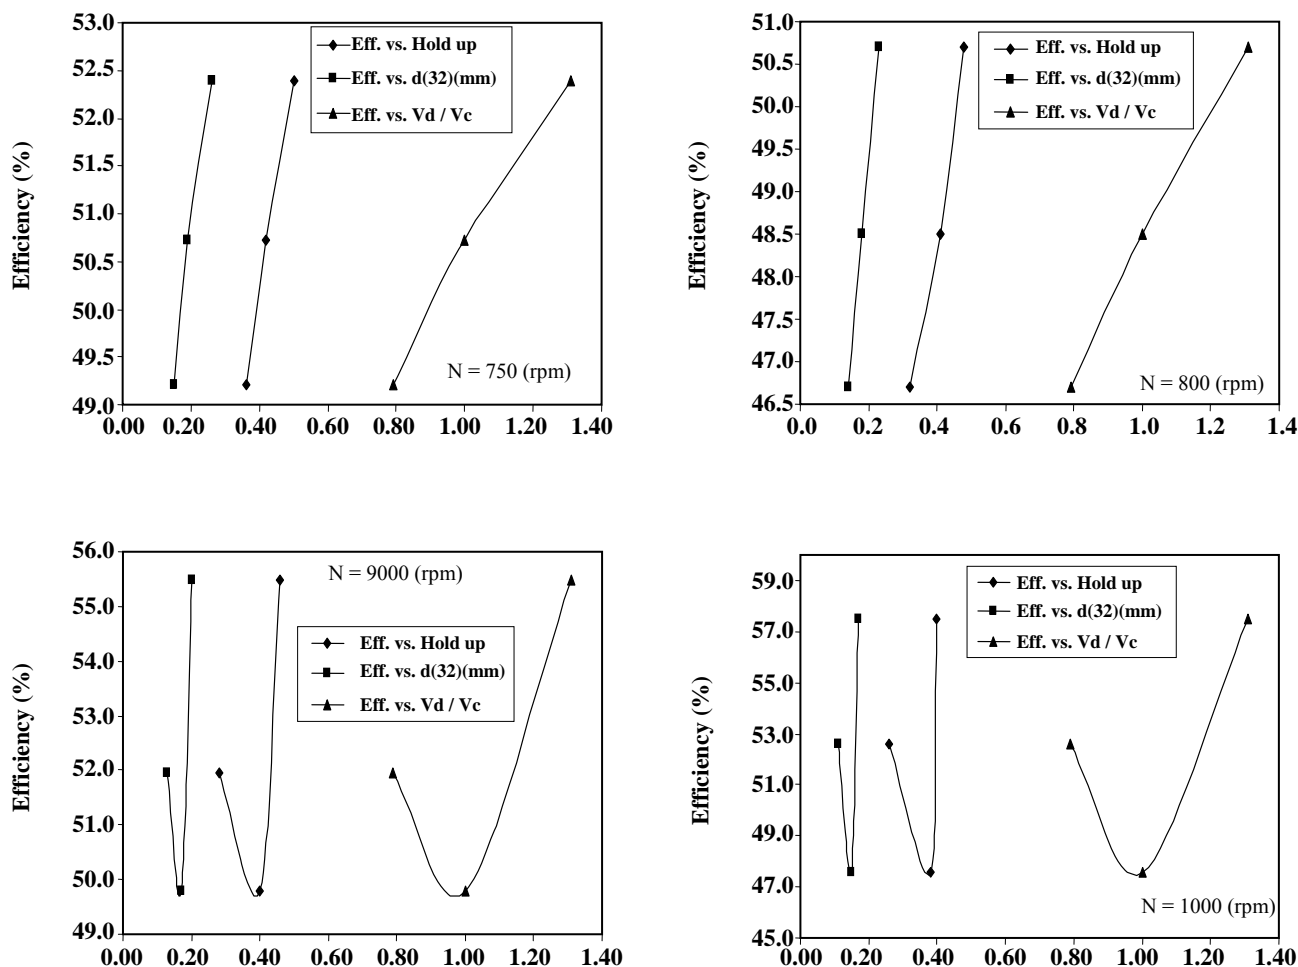 53.0
52.5
52.0
51.5
51.0
50.5
50.0
49.5
49.0
Efficiency (%)
Eff. vs. Hold up
Eff. vs. d(32)(mm)
Eff. vs. Vd / Vc
N = 750 (rpm)
0.00 0.20 0.40 0.60 0.80 1.00 1.20 1.40
51.0
50.5
50.0
49.5
49.0
48.5
48.0
47.5
47.0
46.5
Efficiency (%)
Eff. vs. Hold up
Eff. vs. d(32)(mm)
Eff. vs. Vd / Vc
N = 800 (rpm)
0.0 0.2 0.4 0.6 0.8 1.0 1.2 1.4
56.0
55.0
54.0
53.0
52.0
51.0
50.0
49.0
Efficiency (%)
N = 9000 (rpm)
Eff. vs. Hold up
Eff. vs. d(32)(mm)
Eff. vs. Vd / Vc
0.00 0.20 0.40 0.60 0.80 1.00 1.20 1.40
59.0
57.0
55.0
53.0
51.0
49.0
47.0
45.0
Efficiency (%)
Eff. vs. Hold up
Eff. vs. d(32)(mm)
Eff. vs. Vd / Vc
N = 1000 (rpm)
0.00 0.20 0.40 0.60 0.80 1.00 1.20 1.40